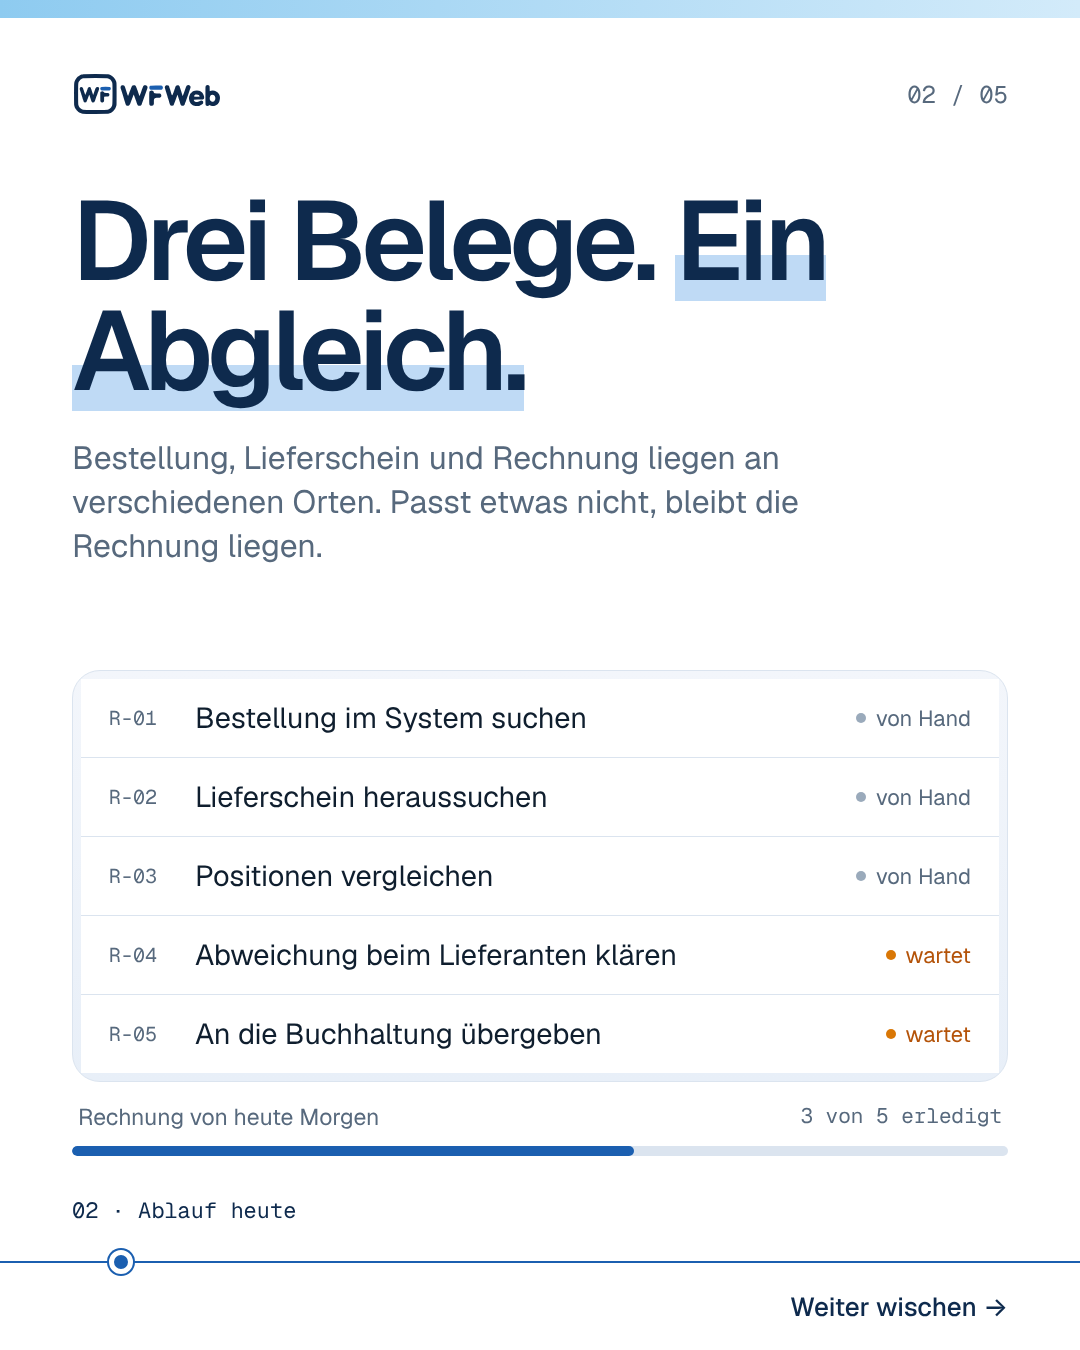 WF WFWeb
02 / 05
Drei Belege. Ein
Abgleich.
Bestellung, Lieferschein und Rechnung liegen an
verschiedenen Orten. Passt etwas nicht, bleibt die
Rechnung liegen.
R-01 Bestellung im System suchen von Hand
R-02 Lieferschein heraussuchen von Hand
R-03 Positionen vergleichen von Hand
R-04 Abweichung beim Lieferanten klären wartet
R-05 An die Buchhaltung übergeben wartet
Rechnung von heute Morgen 3 von 5 erledigt
02 · Ablauf heute
Weiter wischen →